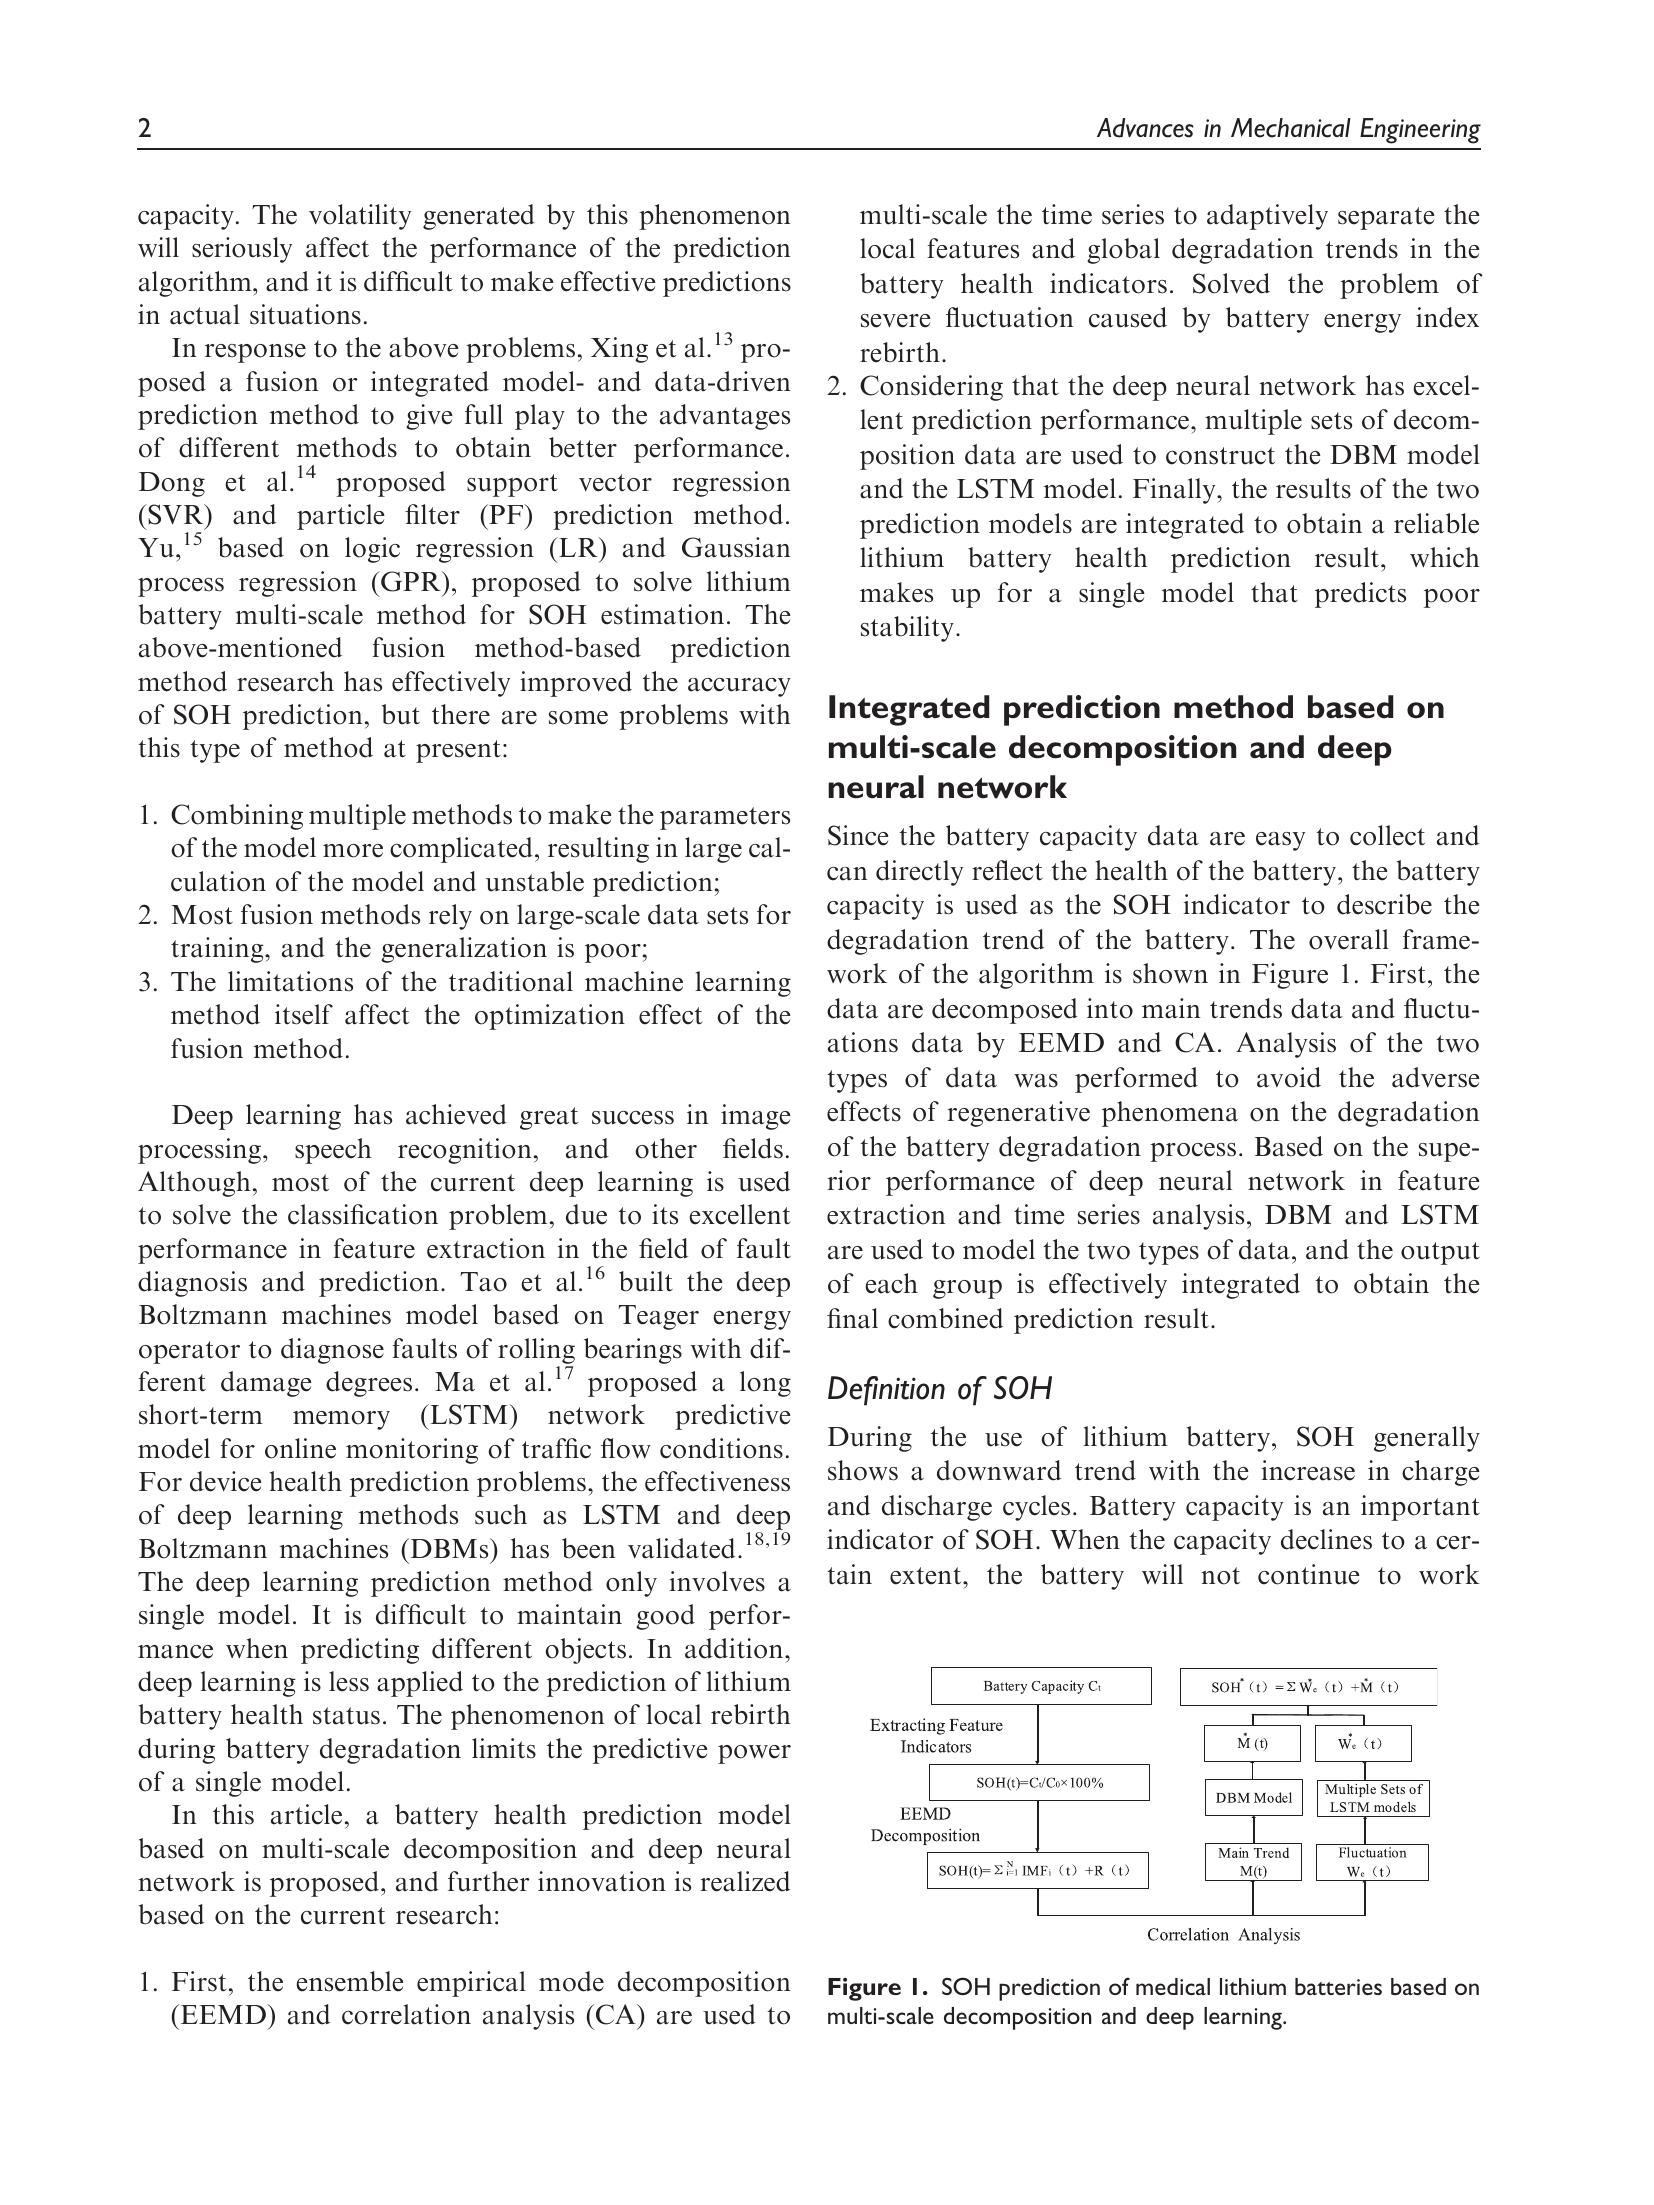 2
Advances in Mechanical Engineering
capacity. The volatility generated by this phenomenon
will seriously affect the performance of the prediction
algorithm, and it is difficult to make effective predictions
in actual situations.
In response to the above problems, Xing et al.13 pro-
posed a fusion or integrated model- and data-driven
prediction method to give full play to the advantages
of different methods to obtain better performance.
Dong et al.14 proposed support vector regression
(SVR) and particle filter (PF) prediction method.
Yu,15 based on logic regression (LR) and Gaussian
process regression (GPR), proposed to solve lithium
battery multi-scale method for SOH estimation. The
above-mentioned fusion method-based prediction
method research has effectively improved the accuracy
of SOH prediction, but there are some problems with
this type of method at present:
1. Combining multiple methods to make the parameters
of the model more complicated, resulting in large cal-
culation of the model and unstable prediction;
2. Most fusion methods rely on large-scale data sets for
training, and the generalization is poor;
3. The limitations of the traditional machine learning
method itself affect the optimization effect of the
fusion method.
Deep learning has achieved great success in image
processing, speech recognition, and other fields.
Although, most of the current deep learning is used
to solve the classification problem, due to its excellent
performance in feature extraction in the field of fault
diagnosis and prediction. Tao et al.16 built the deep
Boltzmann machines model based on Teager energy
operator to diagnose faults of rolling bearings with dif-
ferent damage degrees. Ma et al.17 proposed a long
short-term memory (LSTM) network predictive
model for online monitoring of traffic flow conditions.
For device health prediction problems, the effectiveness
of deep learning methods such as LSTM and deep
Boltzmann machines (DBMs) has been validated.18,19
The deep learning prediction method only involves a
single model. It is difficult to maintain good perfor-
mance when predicting different objects. In addition,
deep learning is less applied to the prediction of lithium
battery health status. The phenomenon of local rebirth
during battery degradation limits the predictive power
of a single model.
In this article, a battery health prediction model
based on multi-scale decomposition and deep neural
network is proposed, and further innovation is realized
based on the current research:
1. First, the ensemble empirical mode decomposition
(EEMD) and correlation analysis (CA) are used to
multi-scale the time series to adaptively separate the
local features and global degradation trends in the
battery health indicators. Solved the problem of
severe fluctuation caused by battery energy index
rebirth.
2. Considering that the deep neural network has excel-
lent prediction performance, multiple sets of decom-
position data are used to construct the DBM model
and the LSTM model. Finally, the results of the two
prediction models are integrated to obtain a reliable
lithium battery health prediction result, which
makes up for a single model that predicts poor
stability.
Integrated prediction method based on
multi-scale decomposition and deep
neural network
Since the battery capacity data are easy to collect and
can directly reflect the health of the battery, the battery
capacity is used as the SOH indicator to describe the
degradation trend of the battery. The overall frame-
work of the algorithm is shown in Figure 1. First, the
data are decomposed into main trends data and fluctu-
ations data by EEMD and CA. Analysis of the two
types of data was performed to avoid the adverse
effects of regenerative phenomena on the degradation
of the battery degradation process. Based on the supe-
rior performance of deep neural network in feature
extraction and time series analysis, DBM and LSTM
are used to model the two types of data, and the output
of each group is effectively integrated to obtain the
final combined prediction result.
Definition of SOH
During the use of lithium battery, SOH generally
shows a downward trend with the increase in charge
and discharge cycles. Battery capacity is an important
indicator of SOH. When the capacity declines to a cer-
tain extent, the battery will not continue to work
Battery Capacity Ct
Extracting Feature
Indicators
SOH(t)=Ct/C0×100%
EEMD
Decomposition
SOH(t)=Σ N i=1 IMFi (t) +R (t)
SOH* (t) =ΣW*e (t) +M* (t)
M* (t)
W*e (t)
DBM Model
Multiple Sets of
LSTM models
Main Trend
M(t)
Fluctuation
We (t)
Correlation Analysis
Figure 1. SOH prediction of medical lithium batteries based on
multi-scale decomposition and deep learning.